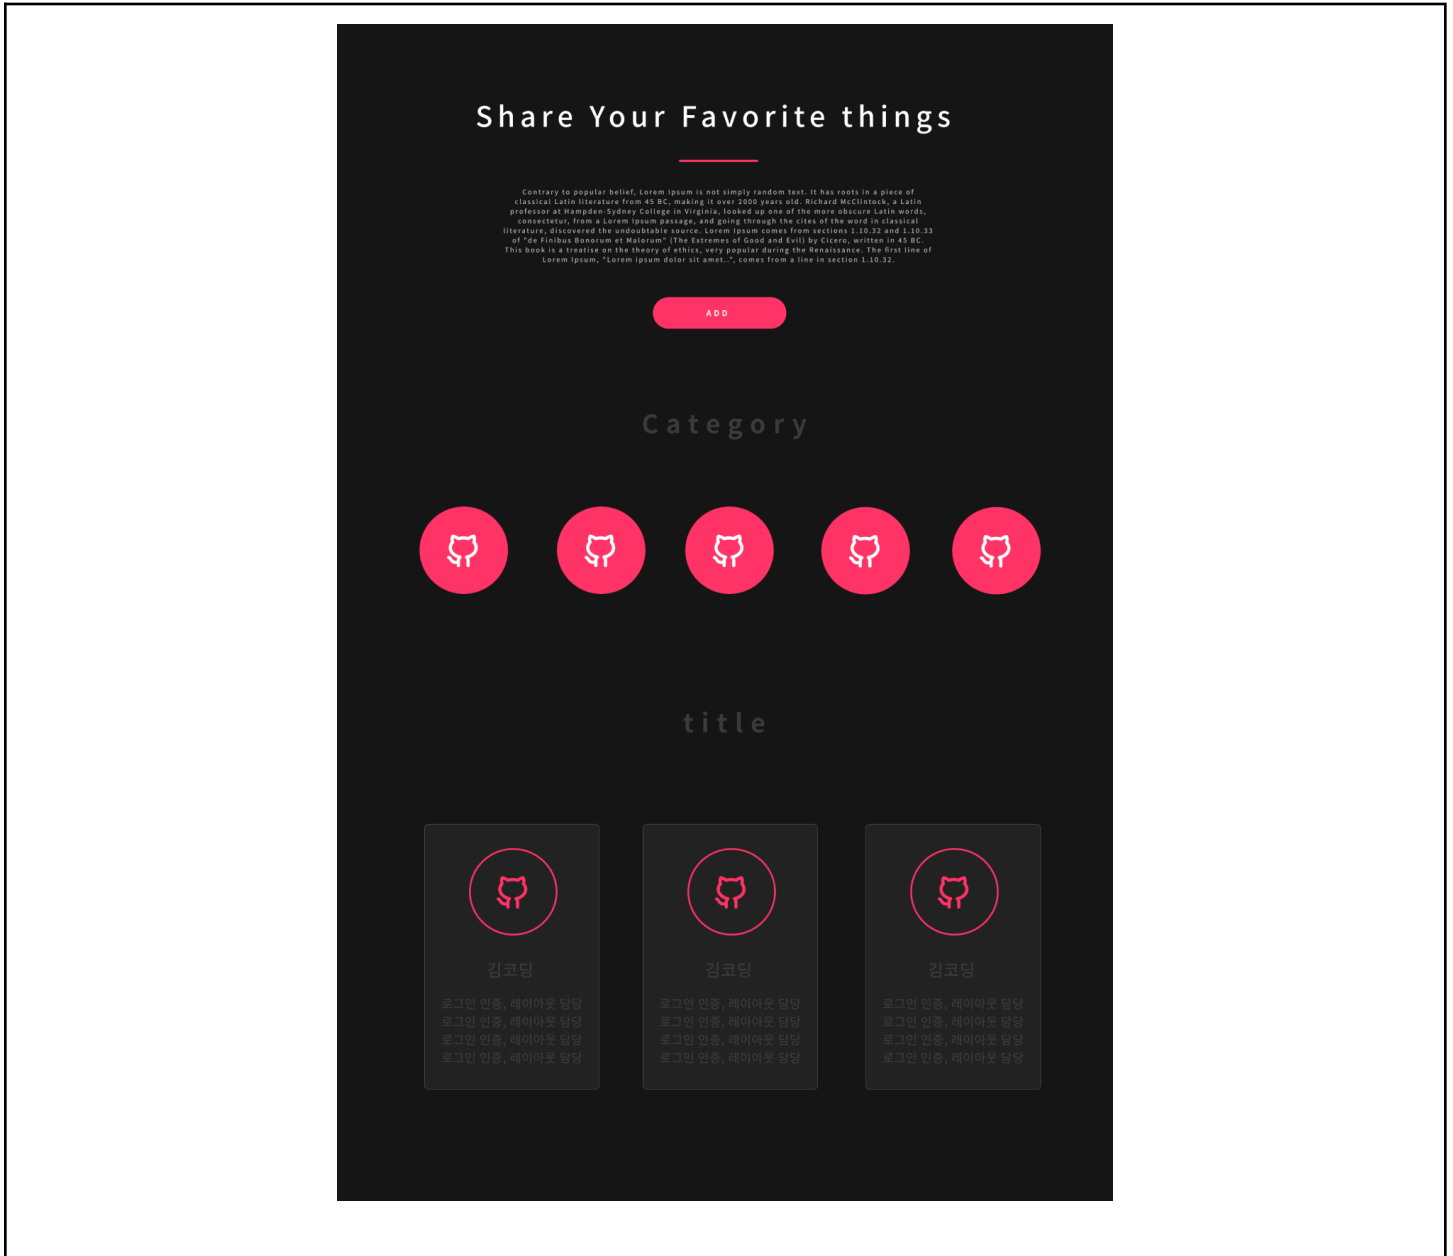 Share Your Favorite things
Contrary to popular belief, Lorem Ipsum is not simply random text. It has roots in a piece of
classical Latin literature from 45 BC, making it over 2000 years old. Richard McClintock, a Latin
professor at Hampden-Sydney College in Virginia, looked up one of the more obscure Latin words,
consectetur, from a Lorem Ipsum passage, and going through the cites of the word in classical
literature, discovered the undoubtable source. Lorem Ipsum comes from sections 1.10.32 and 1.10.33
of "de Finibus Bonorum et Malorum" (The Extremes of Good and Evil) by Cicero, written in 45 BC.
This book is a treatise on the theory of ethics, very popular during the Renaissance. The first line of
Lorem Ipsum, "Lorem ipsum dolor sit amet..", comes from a line in section 1.10.32.
ADD
Category
title
김코딩
로그인 인증, 레이아웃 담당
로그인 인증, 레이아웃 담당
로그인 인증, 레이아웃 담당
로그인 인증, 레이아웃 담당
김코딩
로그인 인증, 레이아웃 담당
로그인 인증, 레이아웃 담당
로그인 인증, 레이아웃 담당
로그인 인증, 레이아웃 담당
김코딩
로그인 인증, 레이아웃 담당
로그인 인증, 레이아웃 담당
로그인 인증, 레이아웃 담당
로그인 인증, 레이아웃 담당